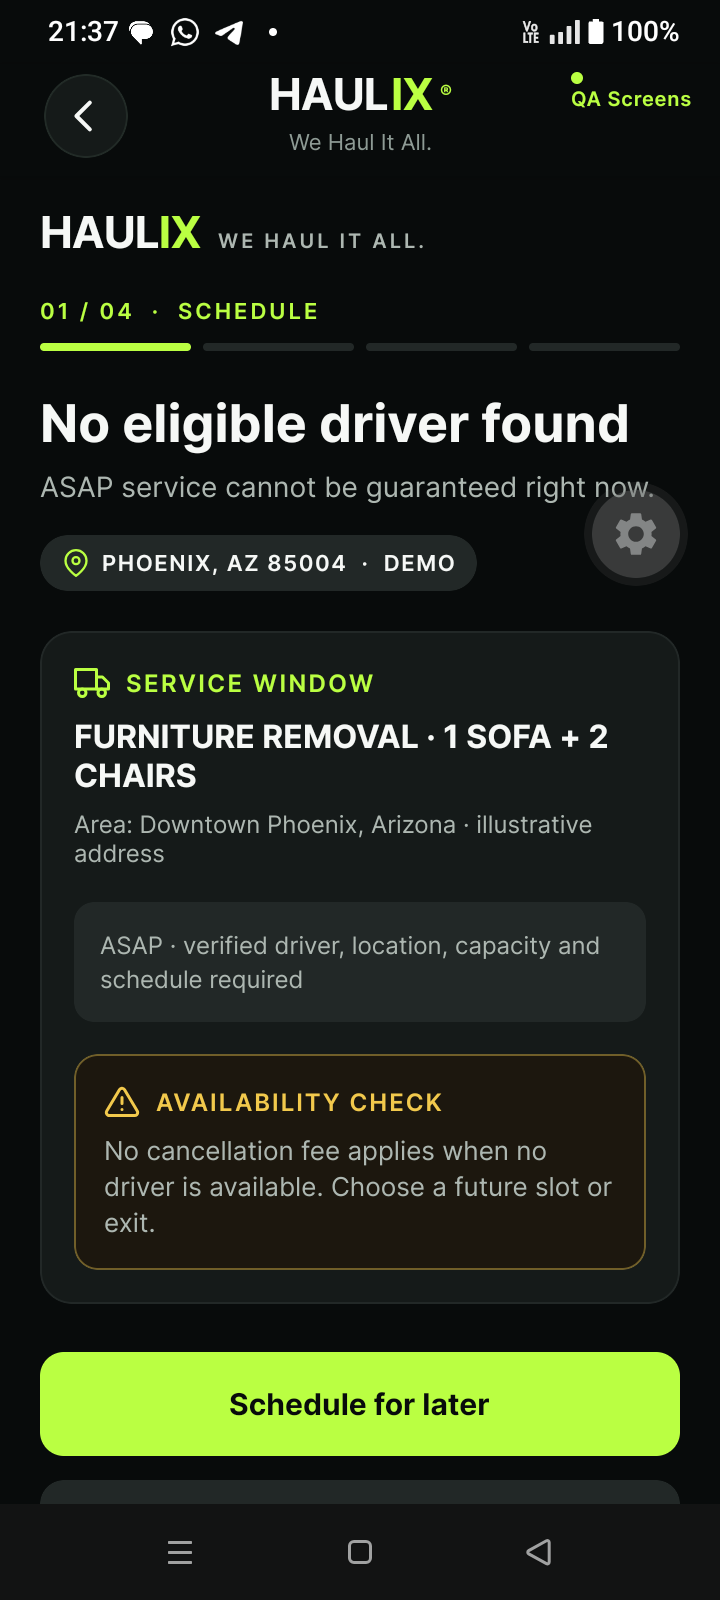 21:37
Vo LTE 100%
HAULIX ®
We Haul It All.
QA Screens
HAULIX WE HAUL IT ALL.
01 / 04 · SCHEDULE
No eligible driver found
ASAP service cannot be guaranteed right now.
PHOENIX, AZ 85004 · DEMO
SERVICE WINDOW
FURNITURE REMOVAL · 1 SOFA + 2
CHAIRS
Area: Downtown Phoenix, Arizona · illustrative
address
ASAP · verified driver, location, capacity and
schedule required
AVAILABILITY CHECK
No cancellation fee applies when no
driver is available. Choose a future slot or
exit.
Schedule for later